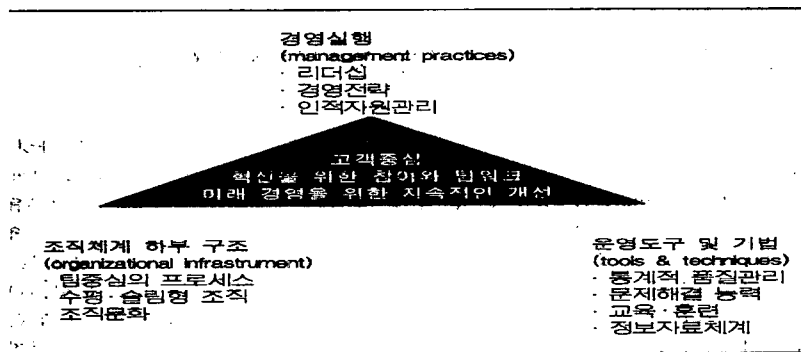 경영실행
(management practices)
· 리더십
· 경영전략
· 인적자원관리
고객중심
혁신을 위한 참여와 팀워크
미래 경영을 위한 지속적인 개선
조직체계 하부 구조
(organizational infrastrument)
· 팀중심의 프로세스
· 수평·슬림형 조직
· 조직문화
운영도구 및 기법
(tools & techniques)
· 통계적 품질관리
· 문제해결 능력
· 교육·훈련
· 정보자료체계